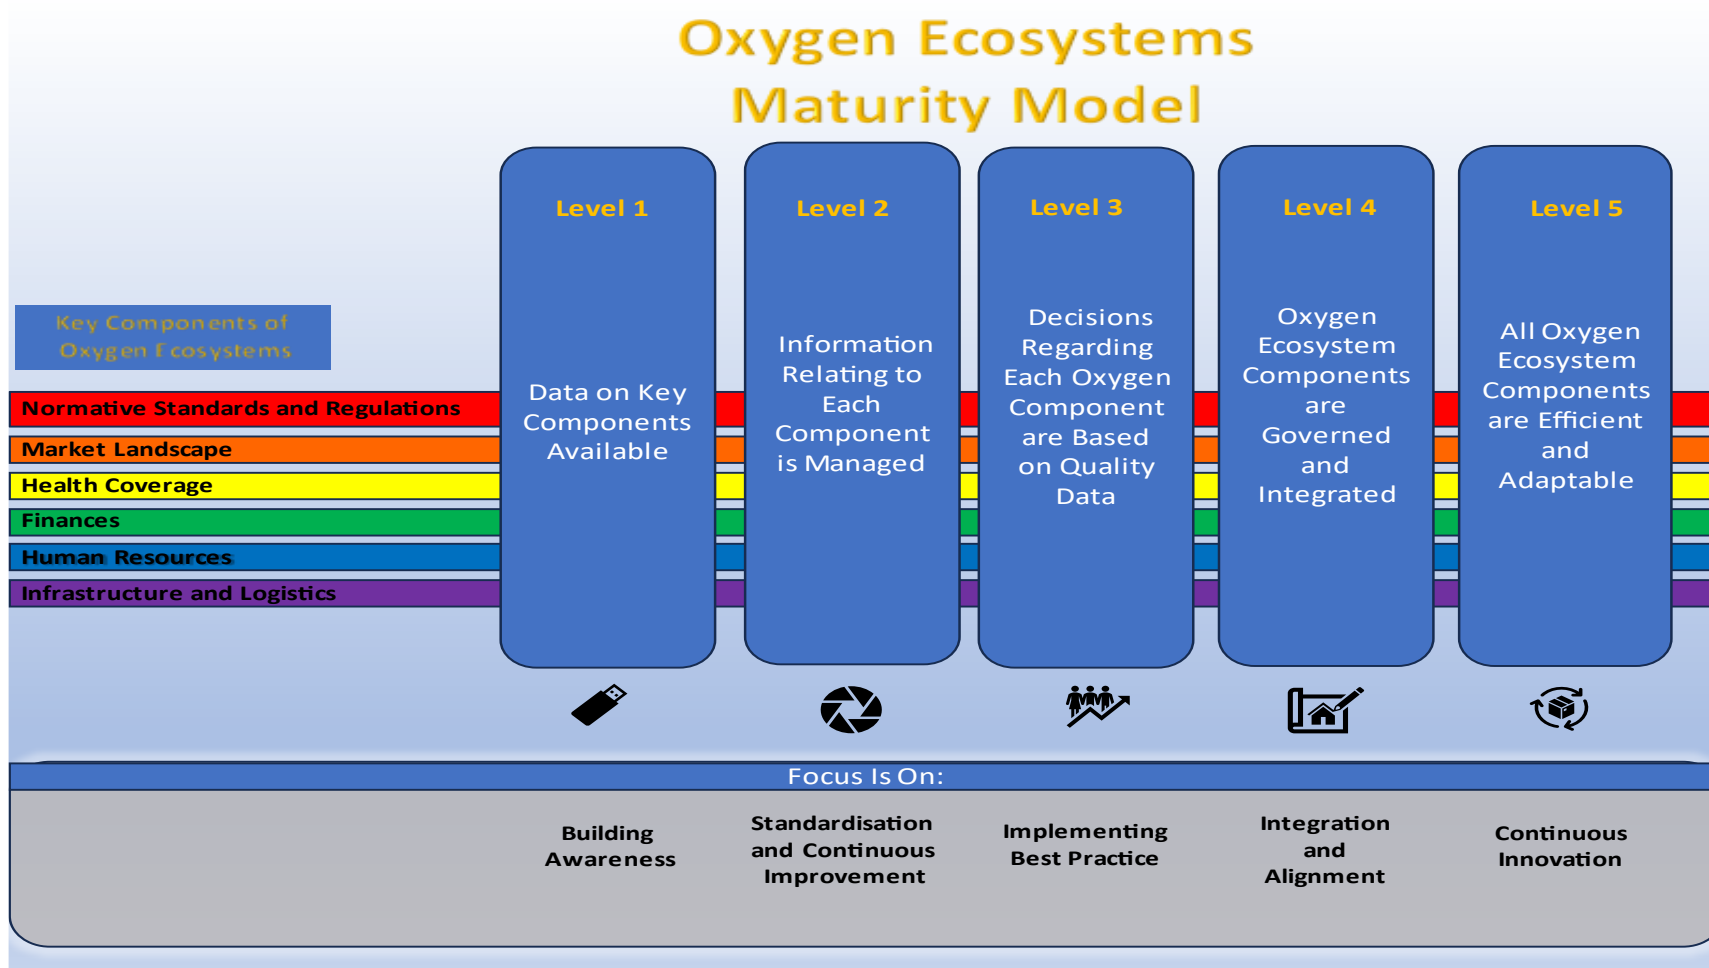 Oxygen Ecosystems
Maturity Model
Level 1
Data on Key
Components
Available
Level 2
Information
Relating to
Each
Component
is Managed
Level 3
Decisions
Regarding
Each Oxygen
Component
are Based
on Quality
Data
Level 4
Oxygen
Ecosystem
Components
are
Governed
and
Integrated
Level 5
All Oxygen
Ecosystem
Components
are Efficient
and
Adaptable
Key Components of
Oxygen Ecosystems
Normative Standards and Regulations
Market Landscape
Health Coverage
Finances
Human Resources
Infrastructure and Logistics
Focus Is On:
Building
Awareness
Standardisation
and Continuous
Improvement
Implementing
Best Practice
Integration
and
Alignment
Continuous
Innovation